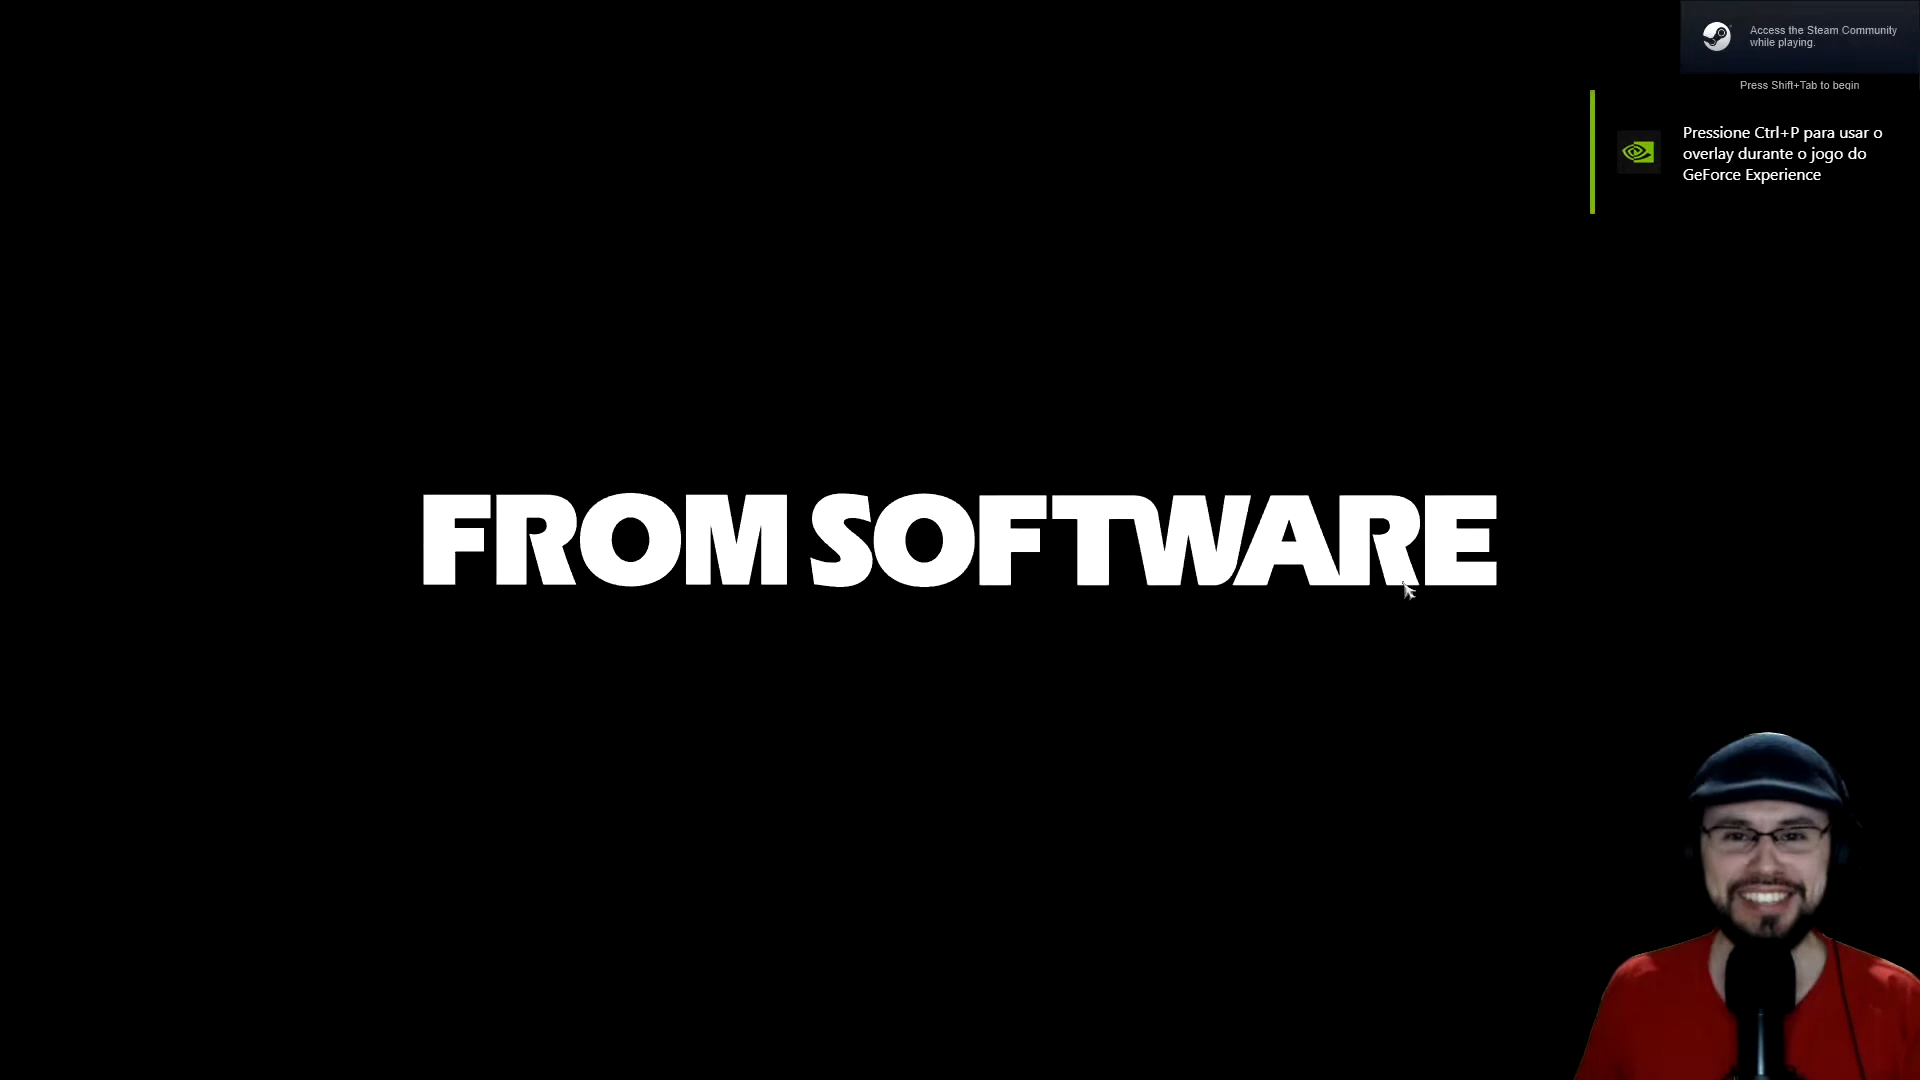 Access the Steam Community
while playing.
Press Shift+Tab to begin
Pressione Ctrl+P para usar o
overlay durante o jogo do
GeForce Experience
FROM SOFTWARE